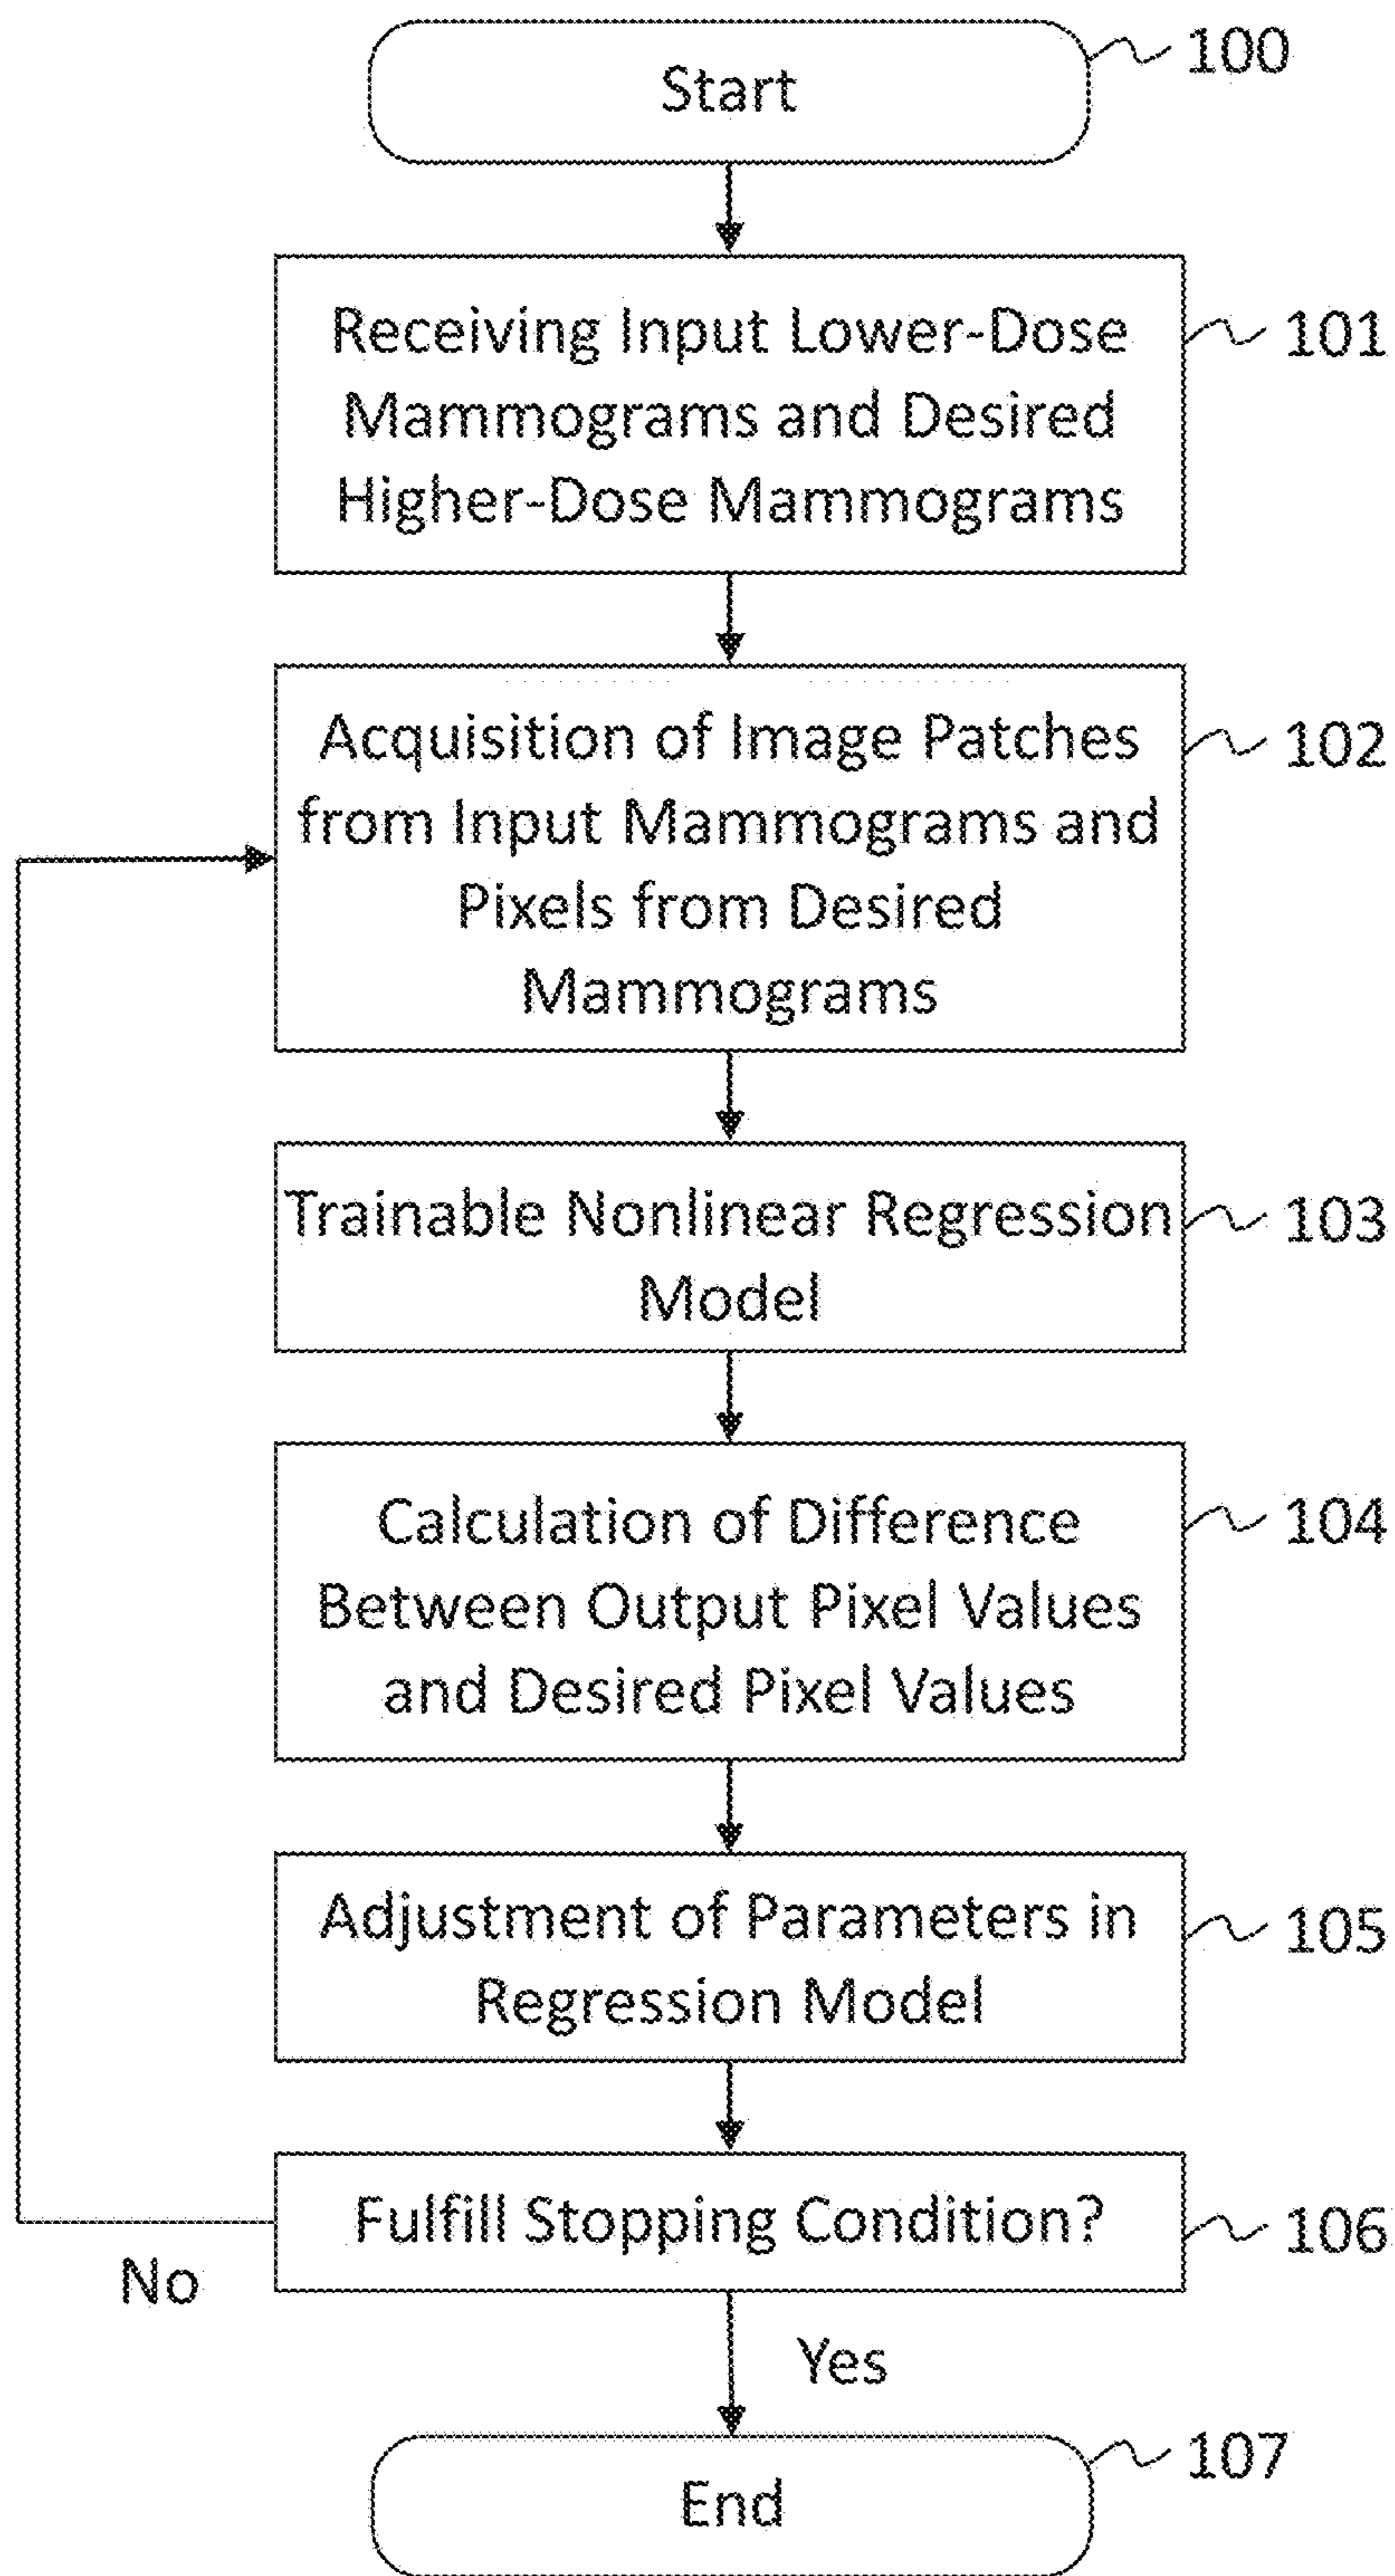 Start
100
Receiving Input Lower-Dose
Mammograms and Desired
Higher-Dose Mammograms
101
Acquisition of Image Patches
from Input Mammograms and
Pixels from Desired
Mammograms
102
Trainable Nonlinear Regression
Model
103
Calculation of Difference
Between Output Pixel Values
and Desired Pixel Values
104
Adjustment of Parameters in
Regression Model
105
Fulfill Stopping Condition?
106
No
Yes
End
107